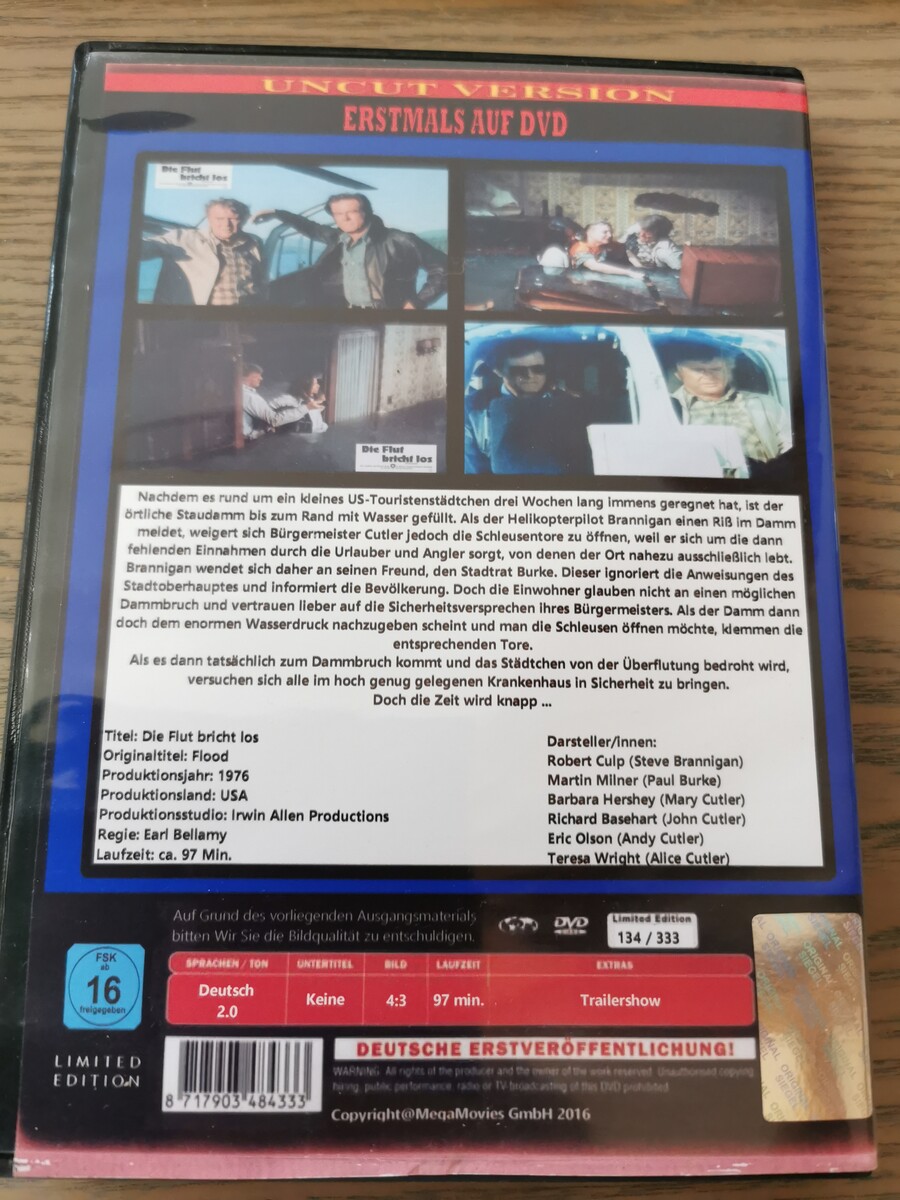 UNCUT VERSION
ERSTMALS AUF DVD
Die Flut
bricht los
Die Flut
bricht los
Nachdem es rund um ein kleines US-Touristenstädtchen drei Wochen lang immens geregnet hat, ist der
örtliche Staudamm bis zum Rand mit Wasser gefüllt. Als der Helikopterpilot Brannigan einen Riß im Damm
meldet, weigert sich Bürgermeister Cutler jedoch die Schleusentore zu öffnen, weil er sich um die dann
fehlenden Einnahmen durch die Urlauber und Angler sorgt, von denen der Ort nahezu ausschließlich lebt.
Brannigan wendet sich daher an seinen Freund, den Stadtrat Burke. Dieser ignoriert die Anweisungen des
Stadtoberhauptes und informiert die Bevölkerung. Doch die Einwohner glauben nicht an einen möglichen
Dammbruch und vertrauen lieber auf die Sicherheitsversprechen ihres Bürgermeisters. Als der Damm dann
doch dem enormen Wasserdruck nachzugeben scheint und man die Schleusen öffnen möchte, klemmen die
entsprechenden Tore.
Als es dann tatsächlich zum Dammbruch kommt und das Städtchen von der Überflutung bedroht wird,
versuchen sich alle im hoch genug gelegenen Krankenhaus in Sicherheit zu bringen.
Doch die Zeit wird knapp ...
Titel: Die Flut bricht los
Originaltitel: Flood
Produktionsjahr: 1976
Produktionsland: USA
Produktionsstudio: Irwin Allen Productions
Regie: Earl Bellamy
Laufzeit: ca. 97 Min.
Darsteller/innen:
Robert Culp (Steve Brannigan)
Martin Milner (Paul Burke)
Barbara Hershey (Mary Cutler)
Richard Basehart (John Cutler)
Eric Olson (Andy Cutler)
Teresa Wright (Alice Cutler)
Auf Grund des vorliegenden Ausgangsmaterials
bitten Wir Sie die Bildqualität zu entschuldigen.
DVD
Limited Edition
134 / 333
FSK
ab
16
freigegeben
SPRACHEN / TON UNTERTITEL BILD LAUFZEIT EXTRAS
Deutsch
2.0
Keine 4:3 97 min. Trailershow
LIMITED
EDITION
DEUTSCHE ERSTVERÖFFENTLICHUNG!
WARNING: All rights of the producer and the owner of the work reserved. Unauthorised copying
hiring, public performance, radio or TV broadcasting of this DVD prohibited.
8 717903 484333
Copyright@MegaMovies GmbH 2016
ORIGINAL